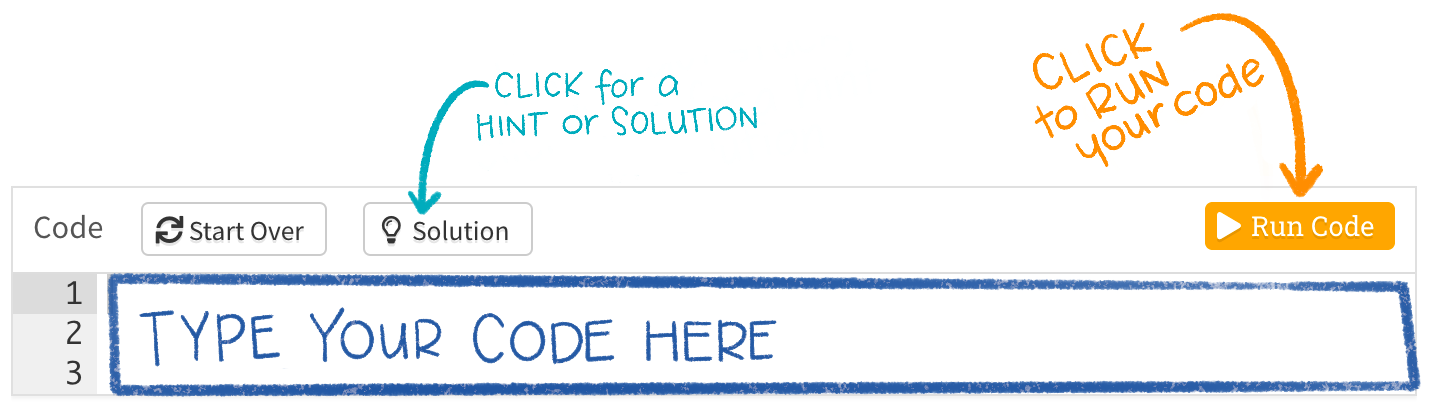 CLICK for a
HINT or SOLUTION
CLICK
to RUN
your code
Code
Start Over
Solution
Run Code
1
TYPE YOUR CODE HERE
2
3